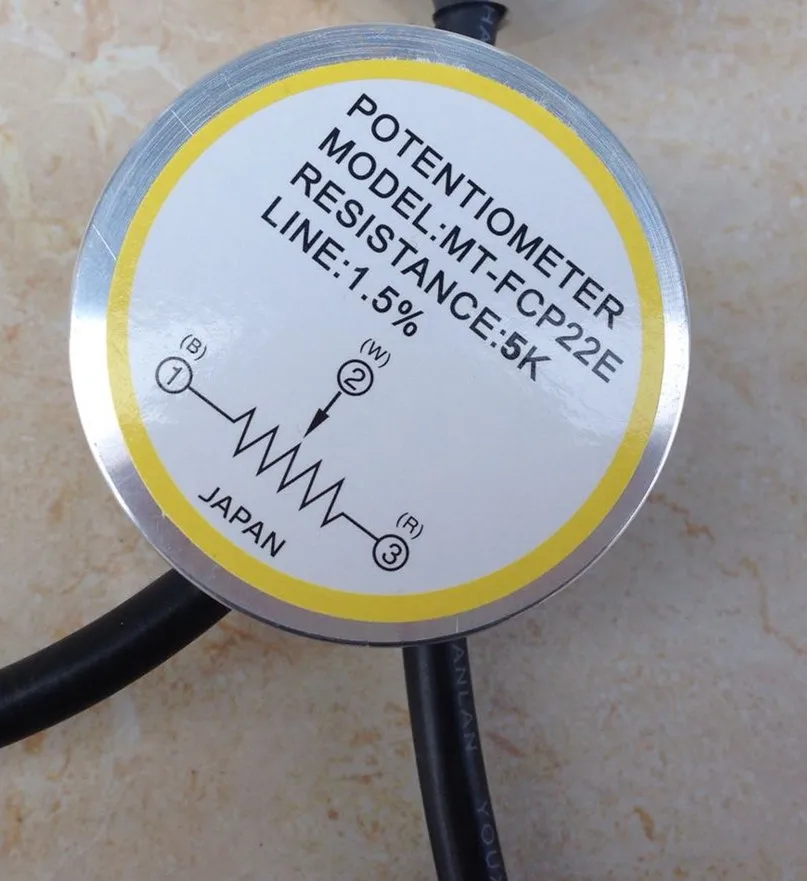 POTENTIOMETER
MODEL:MT-FCP22E
RESISTANCE:5K
LINE:1.5%
(B)
1
(W)
2
(R)
3
JAPAN